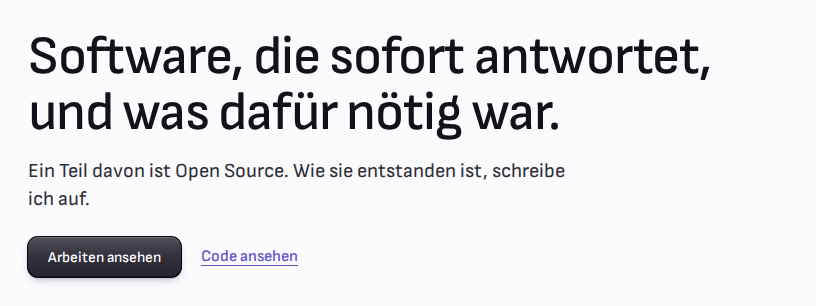 Software, die sofort antwortet,
und was dafür nötig war.
Ein Teil davon ist Open Source. Wie sie entstanden ist, schreibe
ich auf.
Arbeiten ansehen
Code ansehen